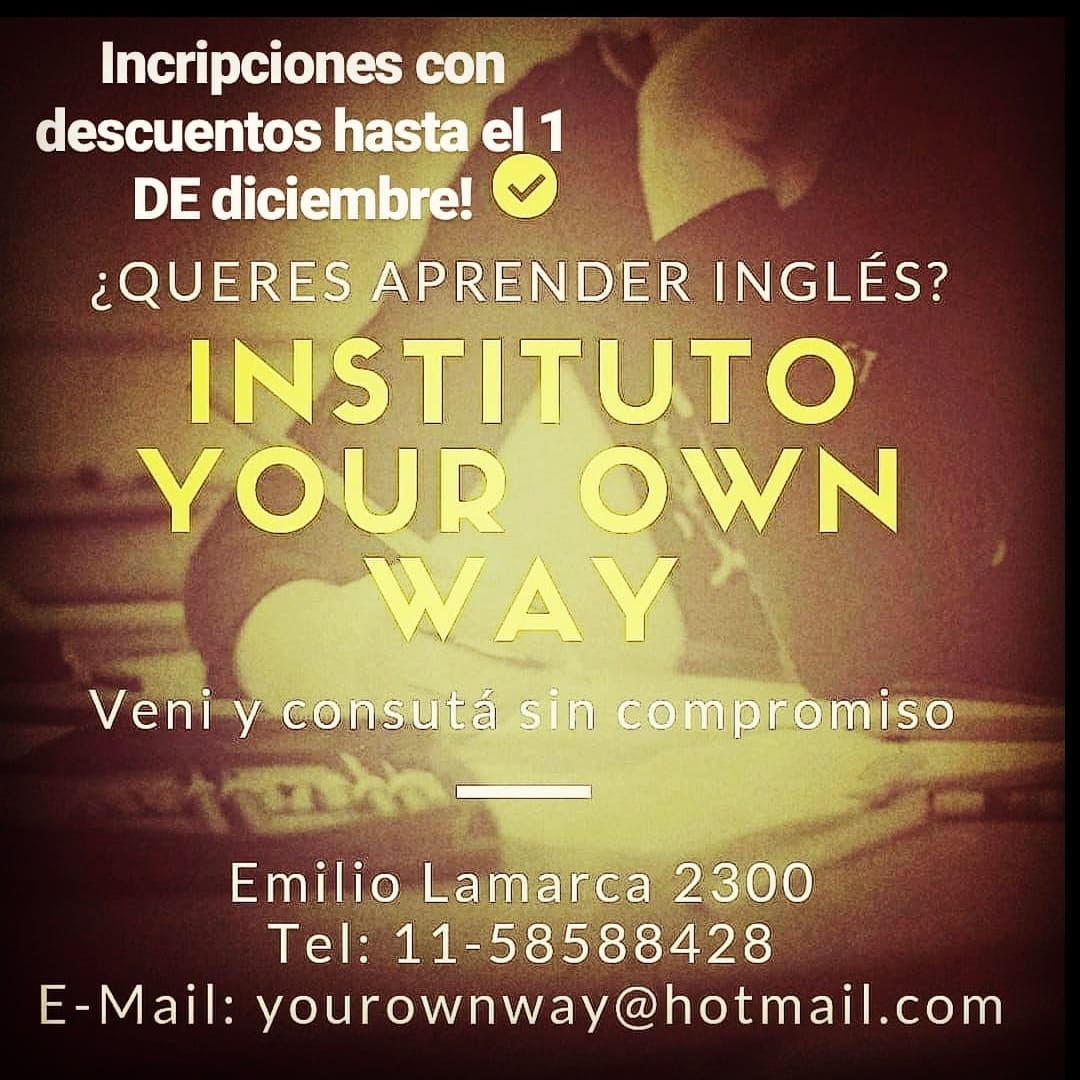 Incripciones con
descuentos hasta el 1
DE diciembre!
¿QUERES APRENDER INGLÉS?
INSTITUTO
YOUR OWN
WAY
Veni y consutá sin compromiso
Emilio Lamarca 2300
Tel: 11-58588428
E-Mail: yourownway@hotmail.com